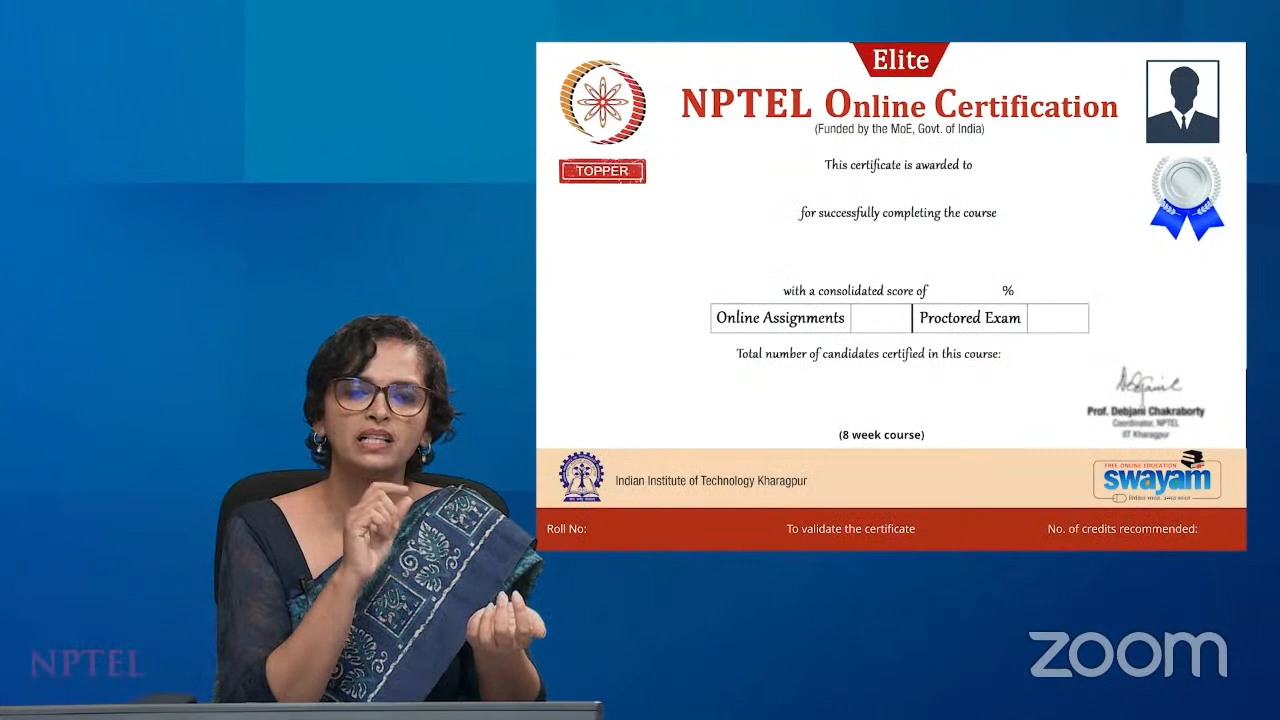 Elite
NPTEL Online Certification
(Funded by the MoE, Govt. of India)
TOPPER
This certificate is awarded to
for successfully completing the course
with a consolidated score of %
Online Assignments Proctored Exam
Total number of candidates certified in this course:
Prof. Debjani Chakraborty
Coordinator, NPTEL
IIT Kharagpur
(8 week course)
Indian Institute of Technology Kharagpur
FREE ONLINE EDUCATION
swayam
Roll No: To validate the certificate No. of credits recommended:
NPTEL
zoom